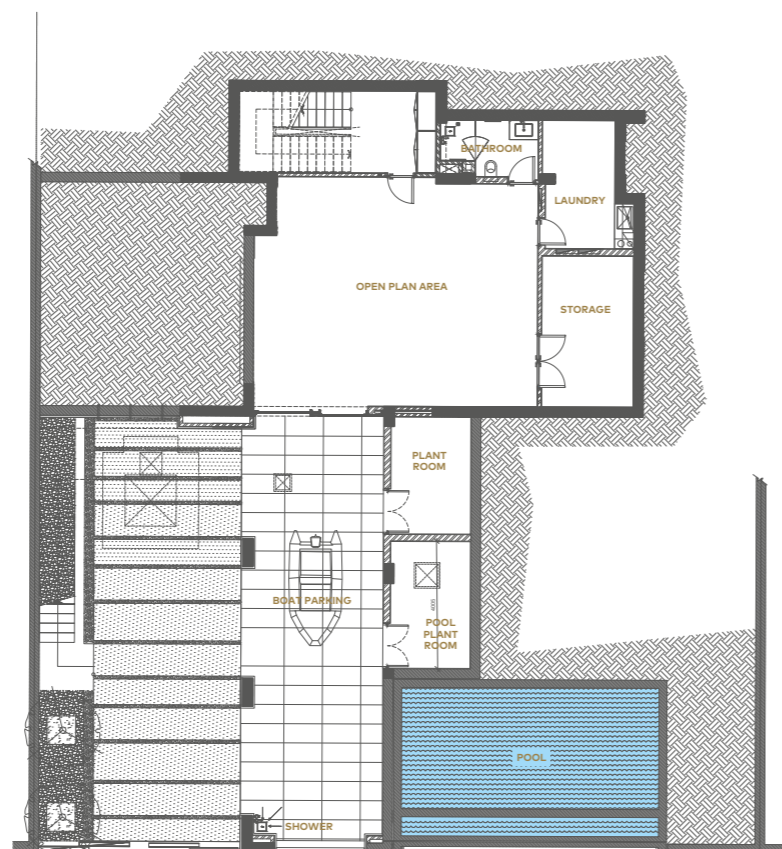 BATHROOM
LAUNDRY
OPEN PLAN AREA
STORAGE
PLANT
ROOM
BOAT PARKING
POOL
PLANT
ROOM
POOL
SHOWER